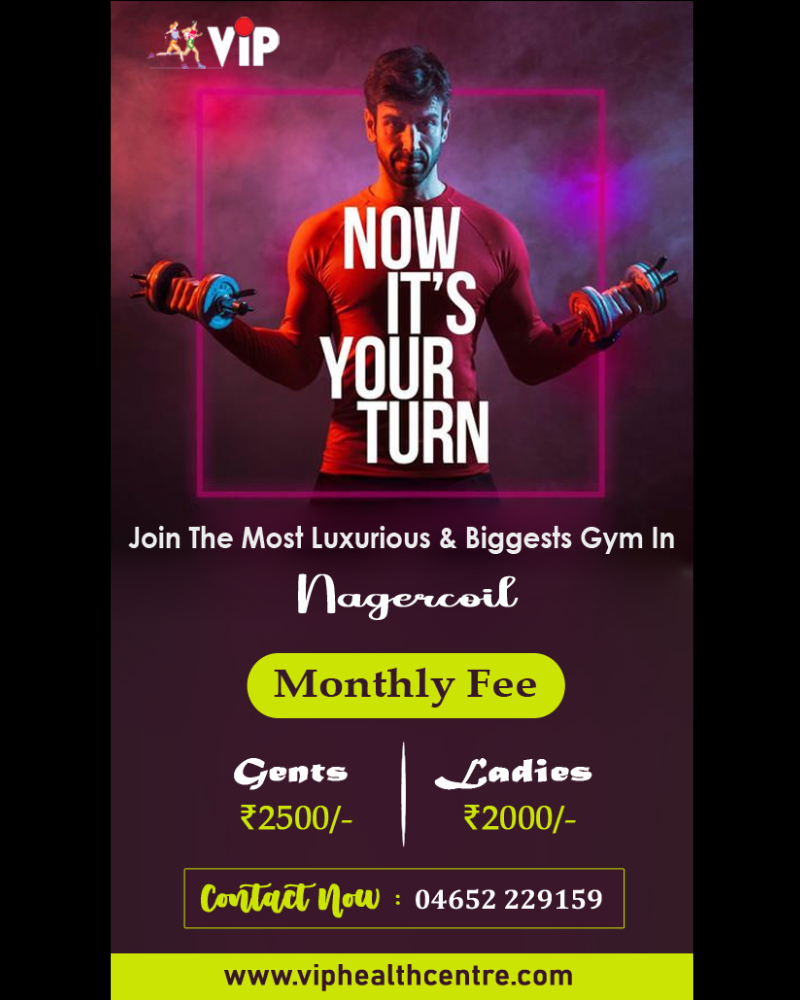 ViP
NOW
IT'S
YOUR
TURN
Join The Most Luxurious & Biggests Gym In
Nagercoil
Monthly Fee
Gents
₹2500/-
Ladies
₹2000/-
Contact Now : 04652 229159
www.viphealthcentre.com